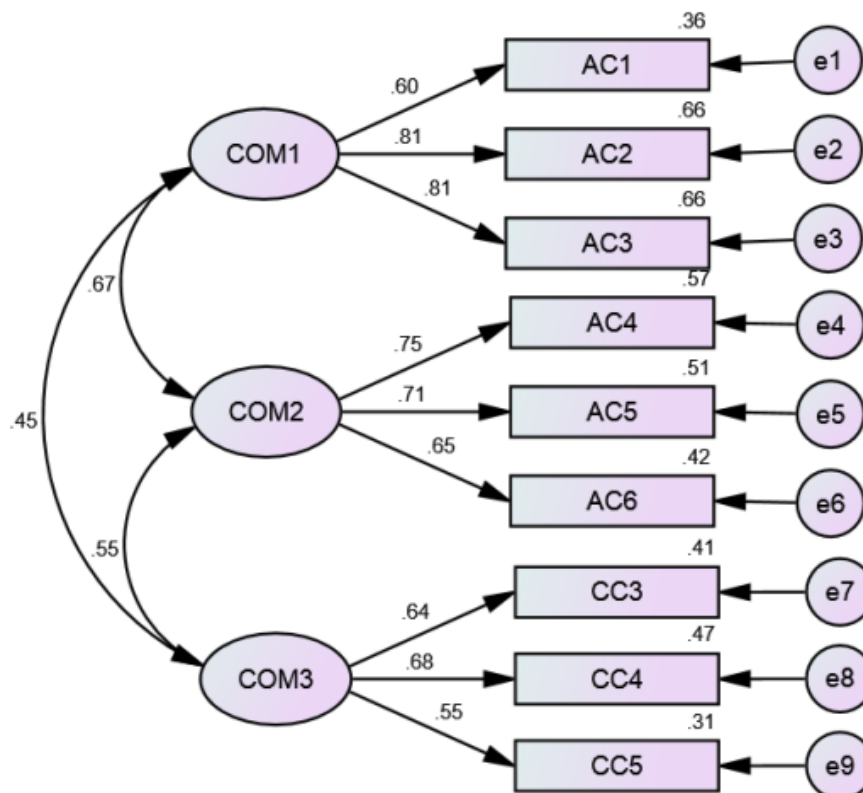 .36
AC1
e1
.60
.66
COM1
.81
AC2
e2
.81
.66
AC3
e3
.67
.57
.75
AC4
e4
.51
.45
COM2
.71
AC5
e5
.65
.42
AC6
e6
.55
.41
.64
CC3
e7
.47
COM3
.68
CC4
e8
.55
.31
CC5
e9